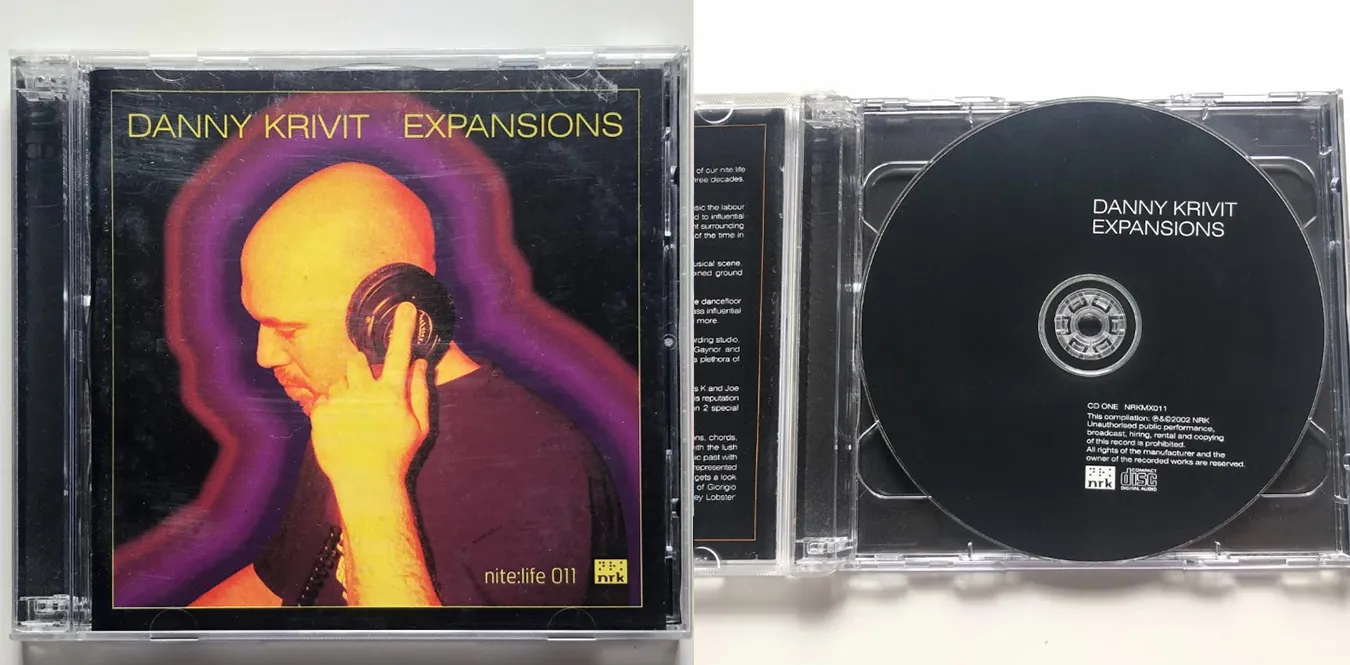 DANNY KRIVIT EXPANSIONS
nite:life 011
nrk
of our nite:life
three decades.
sic the labour
d to influential
nt surrounding
of the time in
usical scene.
ined ground
e dancefloor
ass influential
more.
rding studio,
Gaynor and
a plethora of
s K and Joe
is reputation
n 2 special
ons, chords,
ith the lush
ic past with
represented
gets a look
of Giorgio
ey Lobster
DANNY KRIVIT
EXPANSIONS
CD ONE NRKMX011
This compilation: ℗&©2002 NRK
Unauthorised public performance,
broadcast, hiring, rental and copying
of this record is prohibited.
All rights of the manufacturer and the
owner of the recorded works are reserved.
nrk
COMPACT
disc
DIGITAL AUDIO